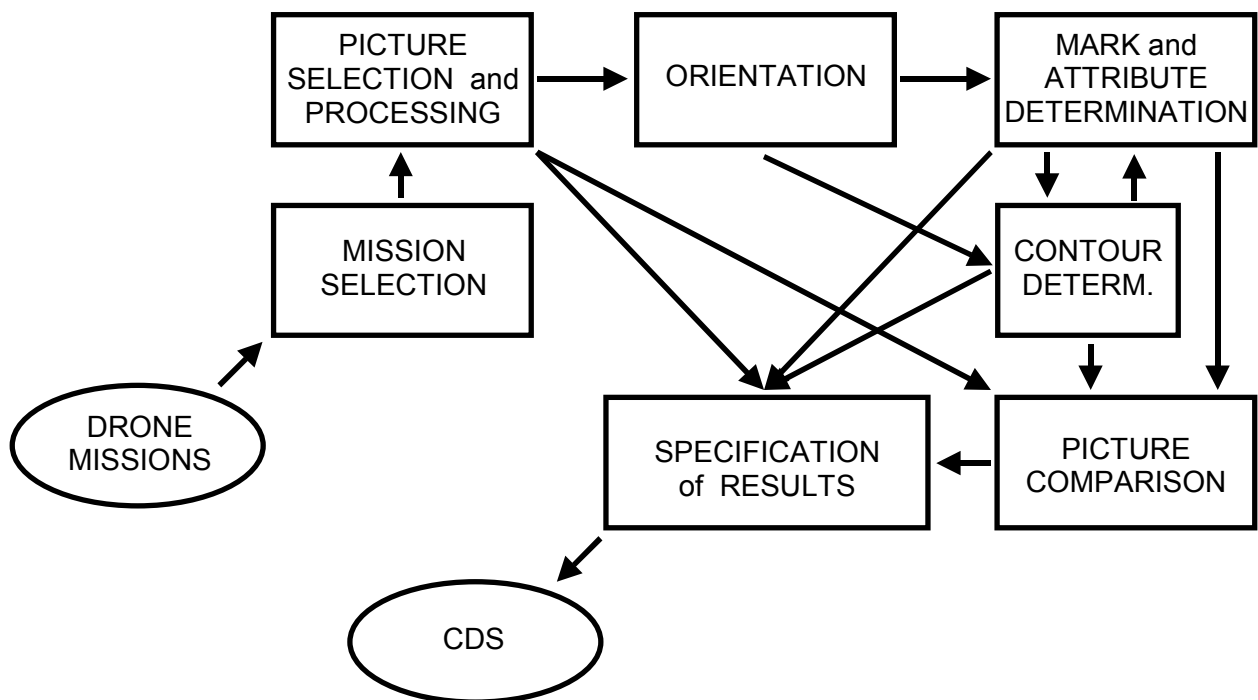 PICTURE
SELECTION and
PROCESSING
ORIENTATION
MARK and
ATTRIBUTE
DETERMINATION
MISSION
SELECTION
CONTOUR
DETERM.
DRONE
MISSIONS
SPECIFICATION
of RESULTS
PICTURE
COMPARISON
CDS